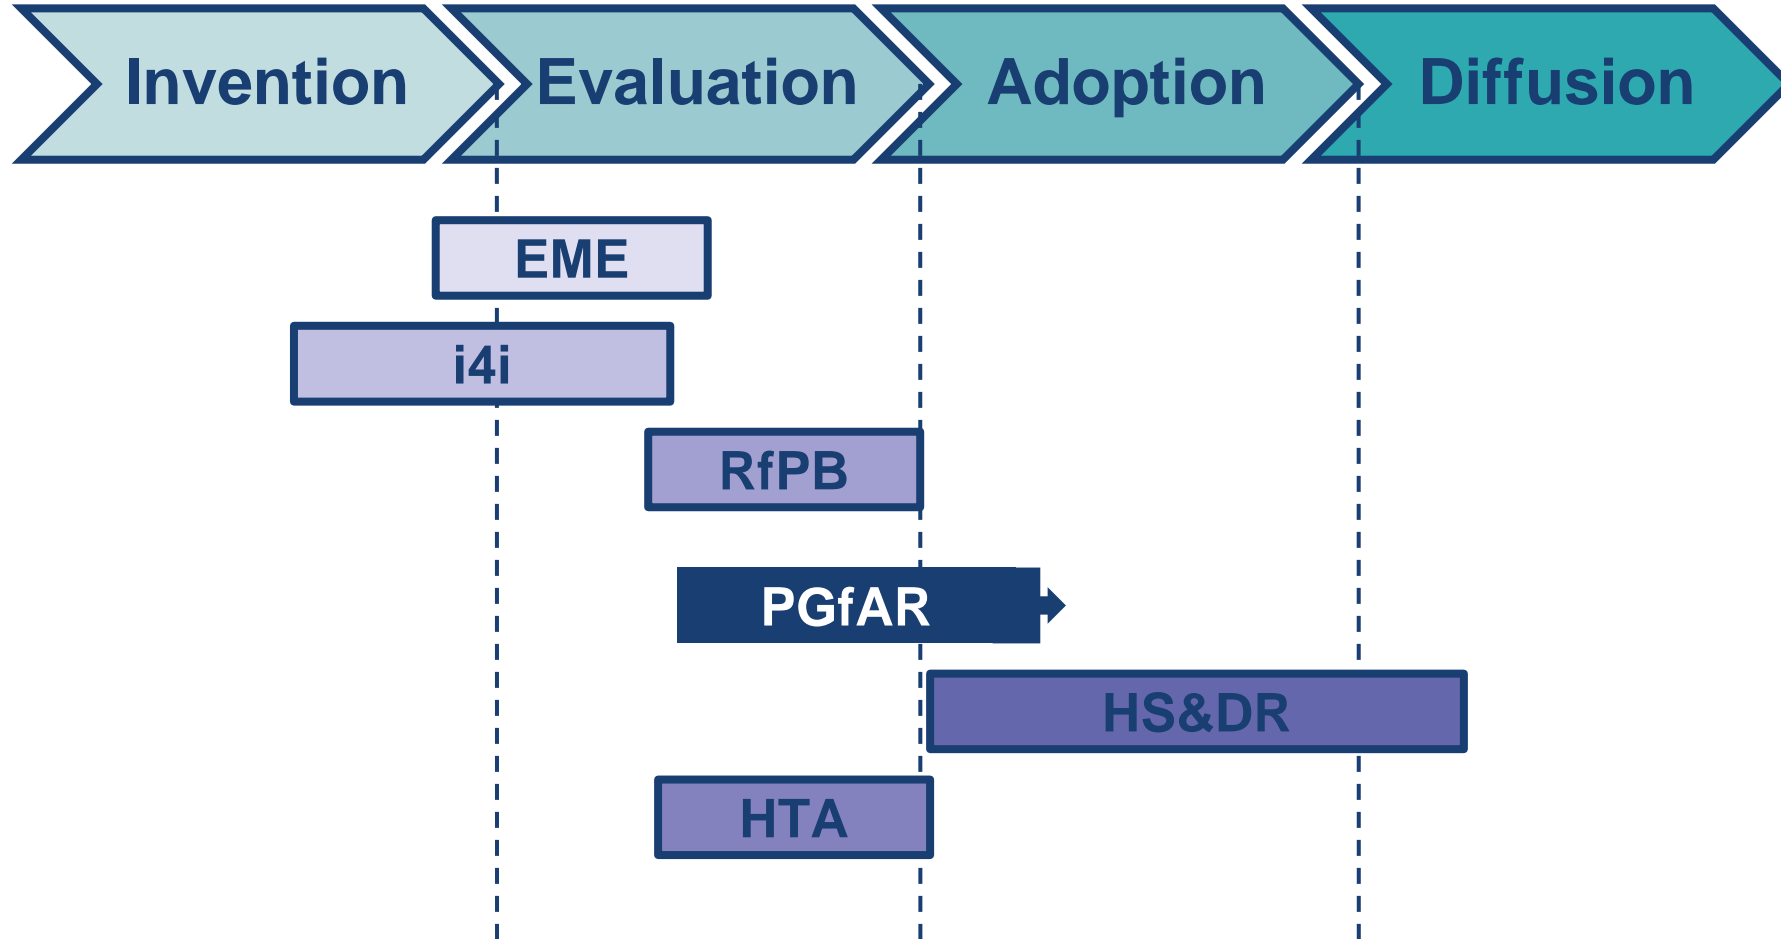 Invention
Evaluation
Adoption
Diffusion
EME
i4i
RfPB
PGfAR
HS&DR
HTA